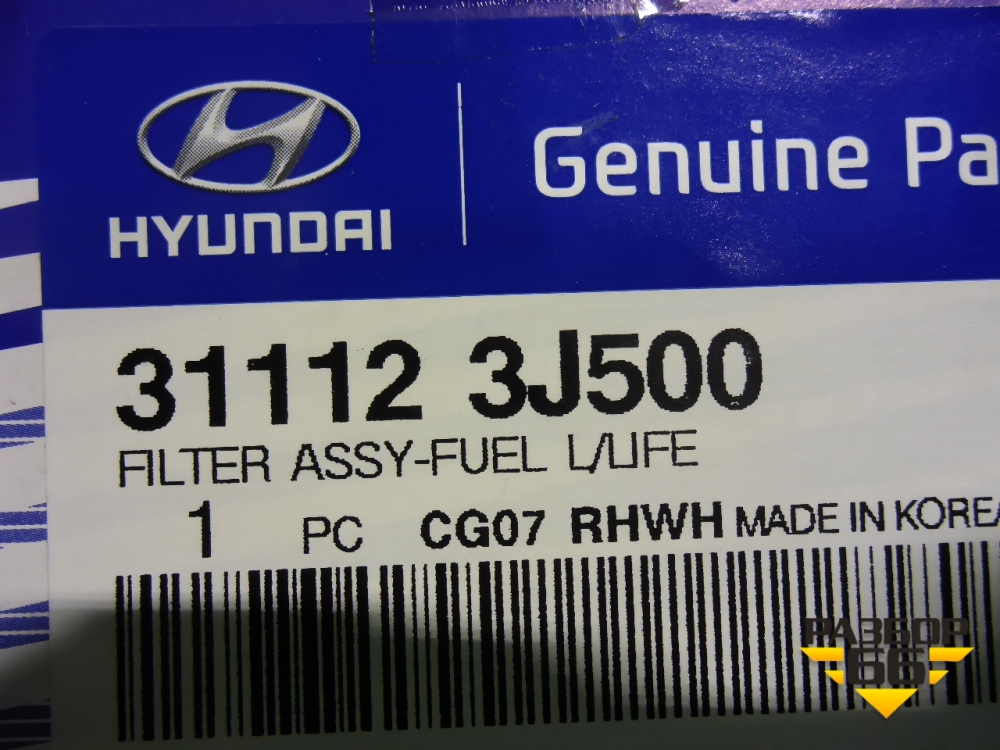 HYUNDAI
Genuine Pa
31112 3J500
FILTER ASSY-FUEL L/LIFE
1 PC CG07 RHWH MADE IN KOREA
РАЗБОР
66